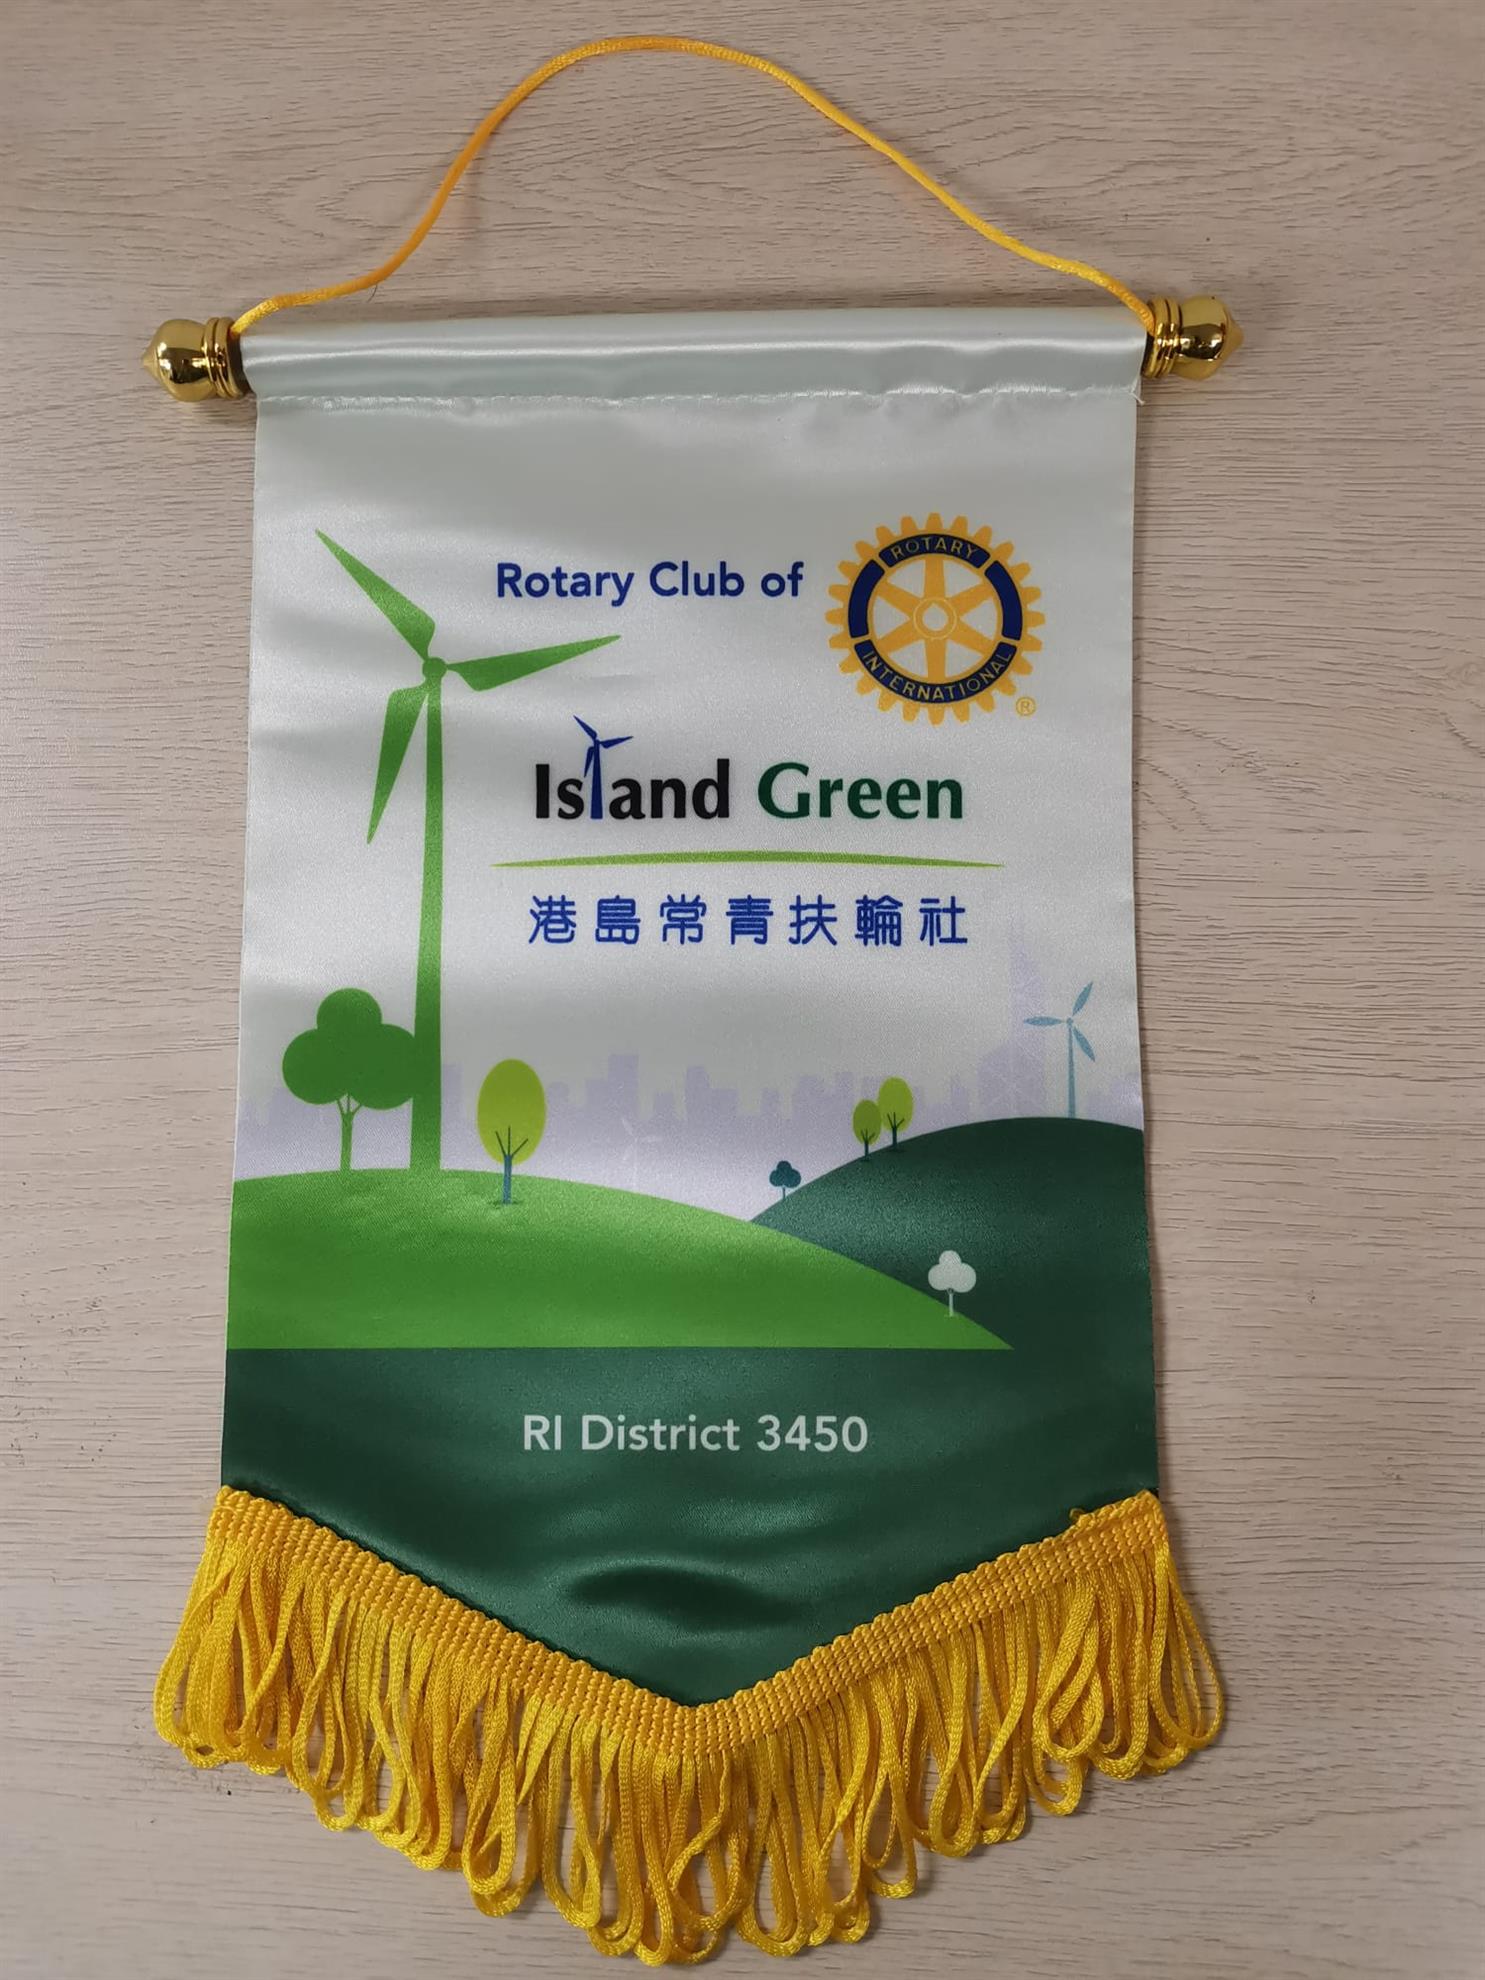 Rotary Club of
ROTARY
INTERNATIONAL
®
Island Green
港島常青扶輪社
RI District 3450